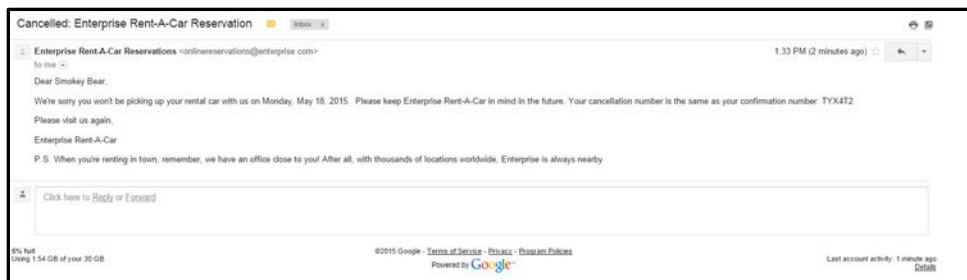 Cancelled: Enterprise Rent-A-Car Reservation Inbox x
Enterprise Rent-A-Car Reservations <onlinereservations@enterprise.com> 1:33 PM (2 minutes ago)
to me
Dear Smokey Bear,
We're sorry you won't be picking up your rental car with us on Monday, May 18, 2015. Please keep Enterprise Rent-A-Car in mind in the future. Your cancellation number is the same as your confirmation number: TYX4T2
Please visit us again,
Enterprise Rent-A-Car
P.S. When you're renting in town, remember, we have an office close to you! After all, with thousands of locations worldwide, Enterprise is always nearby.
Click here to Reply or Forward
5% full
Using 1.54 GB of your 30 GB
©2015 Google - Terms of Service - Privacy - Program Policies
Powered by Google™
Last account activity: 1 minute ago
Details